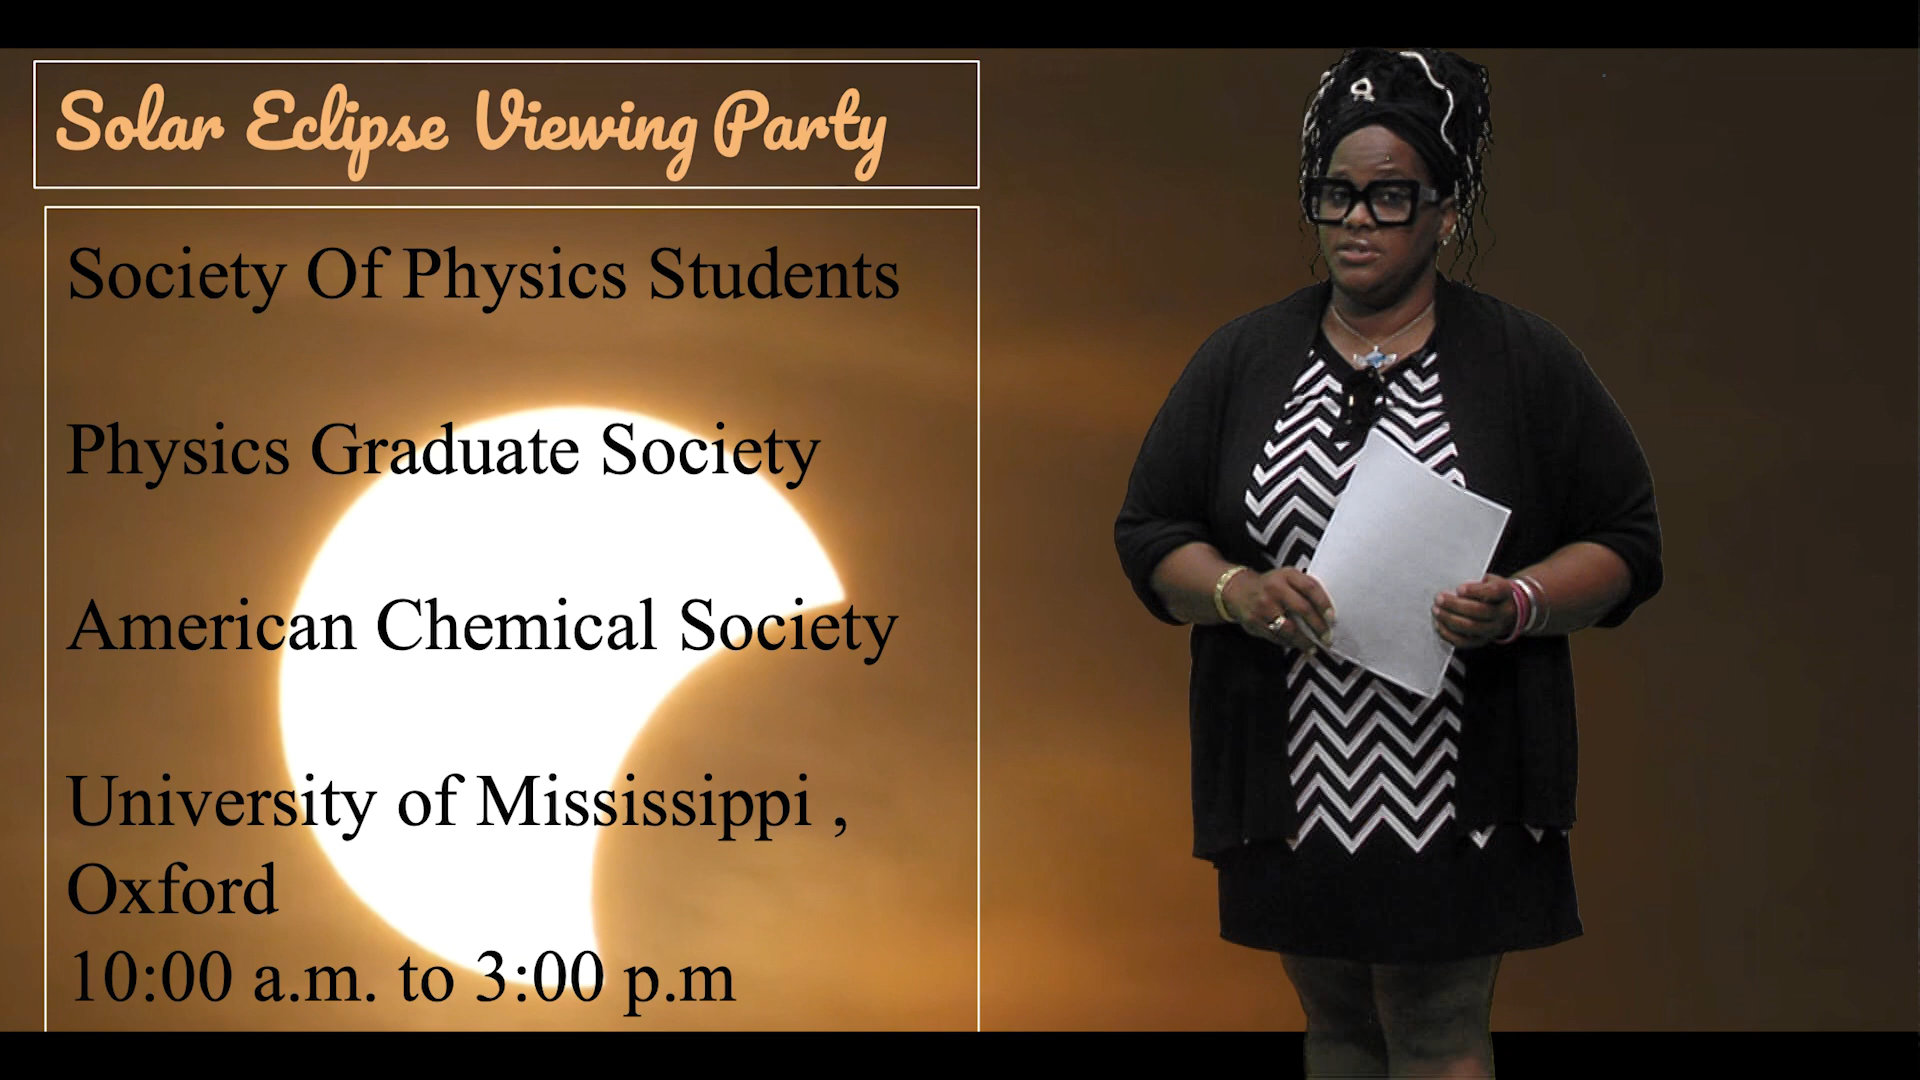 Solar Eclipse Viewing Party
Society Of Physics Students
Physics Graduate Society
American Chemical Society
University of Mississippi ,
Oxford
10:00 a.m. to 3:00 p.m